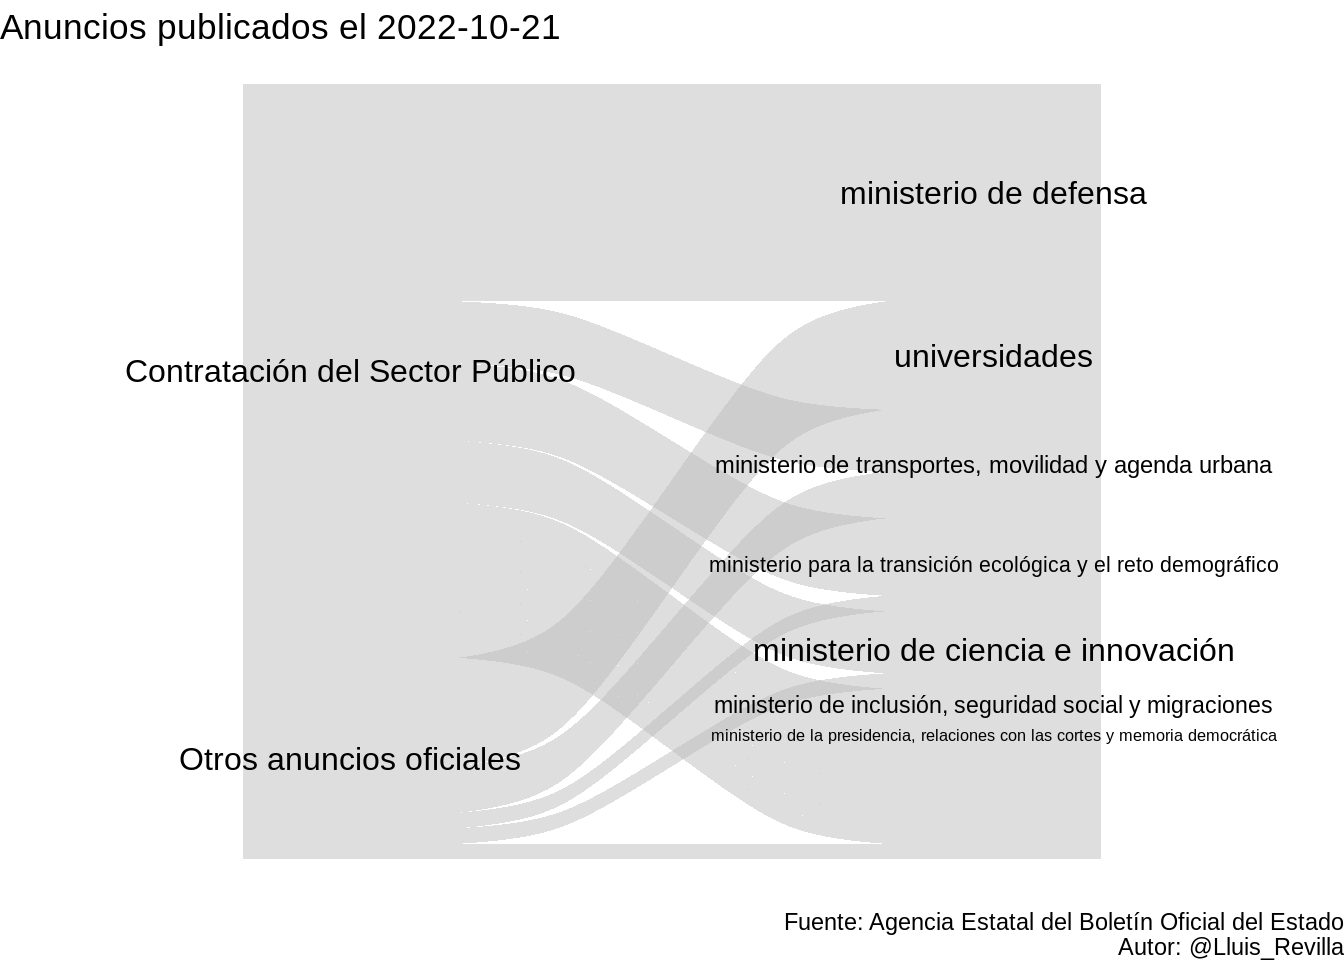 Anuncios publicados el 2022-10-21
ministerio de defensa
universidades
Contratación del Sector Público
ministerio de transportes, movilidad y agenda urbana
ministerio para la transición ecológica y el reto demográfico
ministerio de ciencia e innovación
ministerio de inclusión, seguridad social y migraciones
ministerio de la presidencia, relaciones con las cortes y memoria democrática
Otros anuncios oficiales
Fuente: Agencia Estatal del Boletín Oficial del Estado
Autor: @Lluis_Revilla